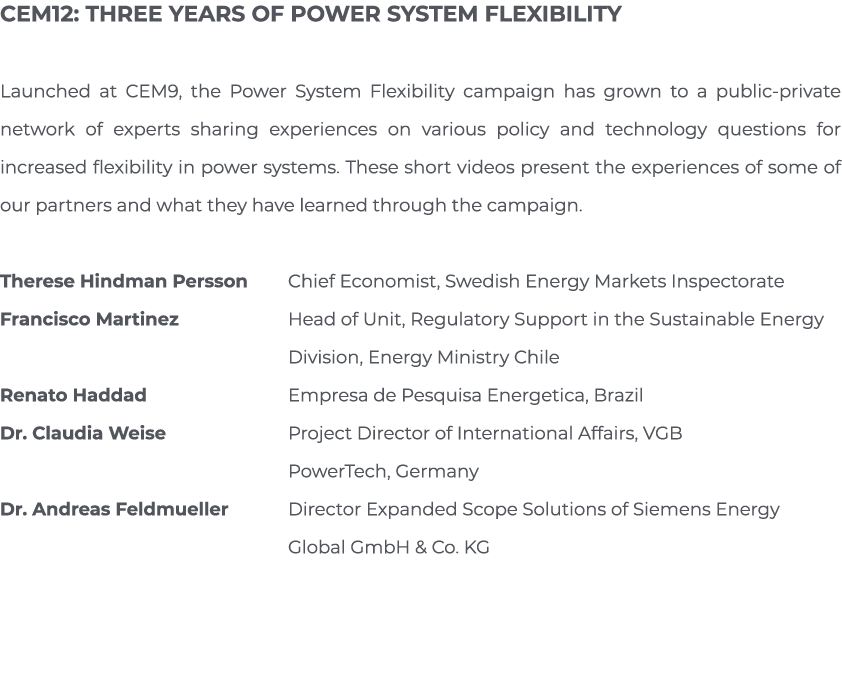 CEM12: THREE YEARS OF POWER SYSTEM FLEXIBILITY
Launched at CEM9, the Power System Flexibility campaign has grown to a public-private
network of experts sharing experiences on various policy and technology questions for
increased flexibility in power systems. These short videos present the experiences of some of
our partners and what they have learned through the campaign.
Therese Hindman Persson Chief Economist, Swedish Energy Markets Inspectorate
Francisco Martinez Head of Unit, Regulatory Support in the Sustainable Energy
Division, Energy Ministry Chile
Renato Haddad Empresa de Pesquisa Energetica, Brazil
Dr. Claudia Weise Project Director of International Affairs, VGB
PowerTech, Germany
Dr. Andreas Feldmueller Director Expanded Scope Solutions of Siemens Energy
Global GmbH & Co. KG